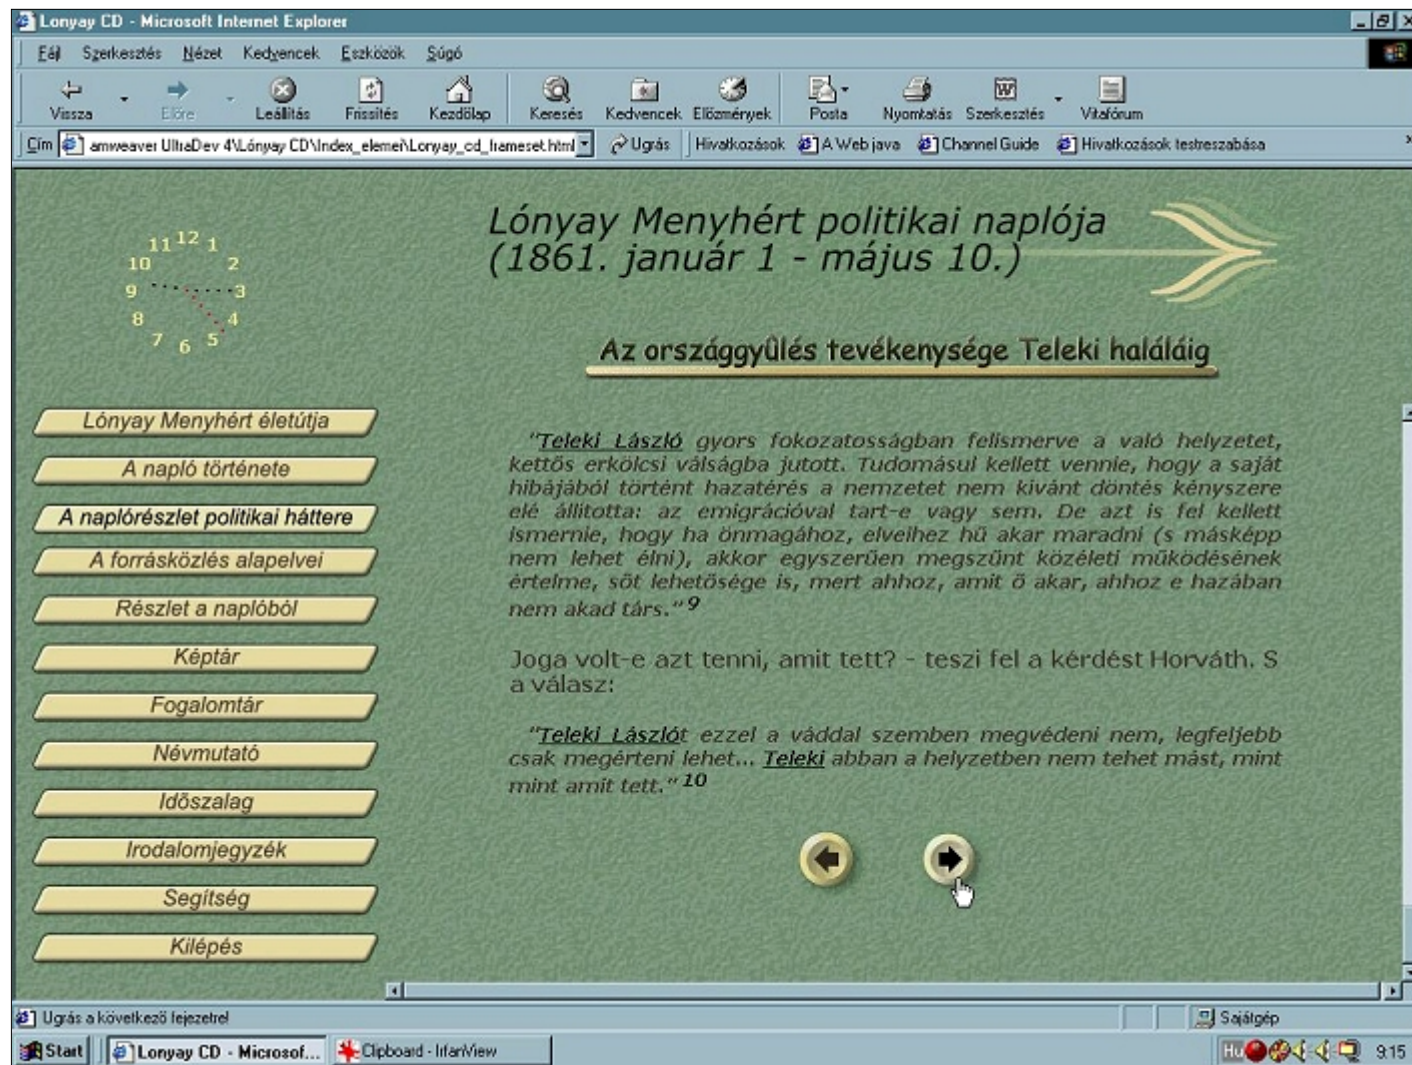 Lonyay CD - Microsoft Internet Explorer
Fájl Szerkesztés Nézet Kedvencek Eszközök Súgó
Vissza Előre Leállítás Frissítés Kezdőlap Keresés Kedvencek Előzmények Posta Nyomtatás Szerkesztés Vitafórum
Cím amweaver UltraDev 4\Lónyay CD\Index_elemei\Lonyay_cd_frameset.html Ugrás Hivatkozások A Web java Channel Guide Hivatkozások testreszabása
Lónyay Menyhért politikai naplója
(1861. január 1 - május 10.)
11 12 1
10 2
9 3
8 4
7 6 5
Az országgyûlés tevékenysége Teleki haláláig
Lónyay Menyhért életútja
A napló története
A naplórészlet politikai háttere
A forrásközlés alapelvei
Részlet a naplóból
Képtár
Fogalomtár
Névmutató
Idõszalag
Irodalomjegyzék
Segítség
Kilépés
"Teleki László gyors fokozatosságban felismerve a való helyzetet,
kettõs erkölcsi válságba jutott. Tudomásul kellett vennie, hogy a saját
hibájából történt hazatérés a nemzetet nem kívánt döntés kényszere
elé állította: az emigrációval tart-e vagy sem. De azt is fel kellett
ismernie, hogy ha önmagához, elveihez hû akar maradni (s másképp
nem lehet élni), akkor egyszerûen megszûnt közéleti mûködésének
értelme, sõt lehetõsége is, mert ahhoz, amit õ akar, ahhoz e hazában
nem akad társ." 9
Joga volt-e azt tenni, amit tett? - teszi fel a kérdést Horváth. S
a válasz:
"Teleki Lászlót ezzel a váddal szemben megvédeni nem, legfeljebb
csak megérteni lehet... Teleki abban a helyzetben nem tehet mást, mint
mint amit tett." 10
Ugrás a következő fejezetre! Sajátgép
Start Lonyay CD - Microsof... Clipboard - IrfanView Hu 9:15